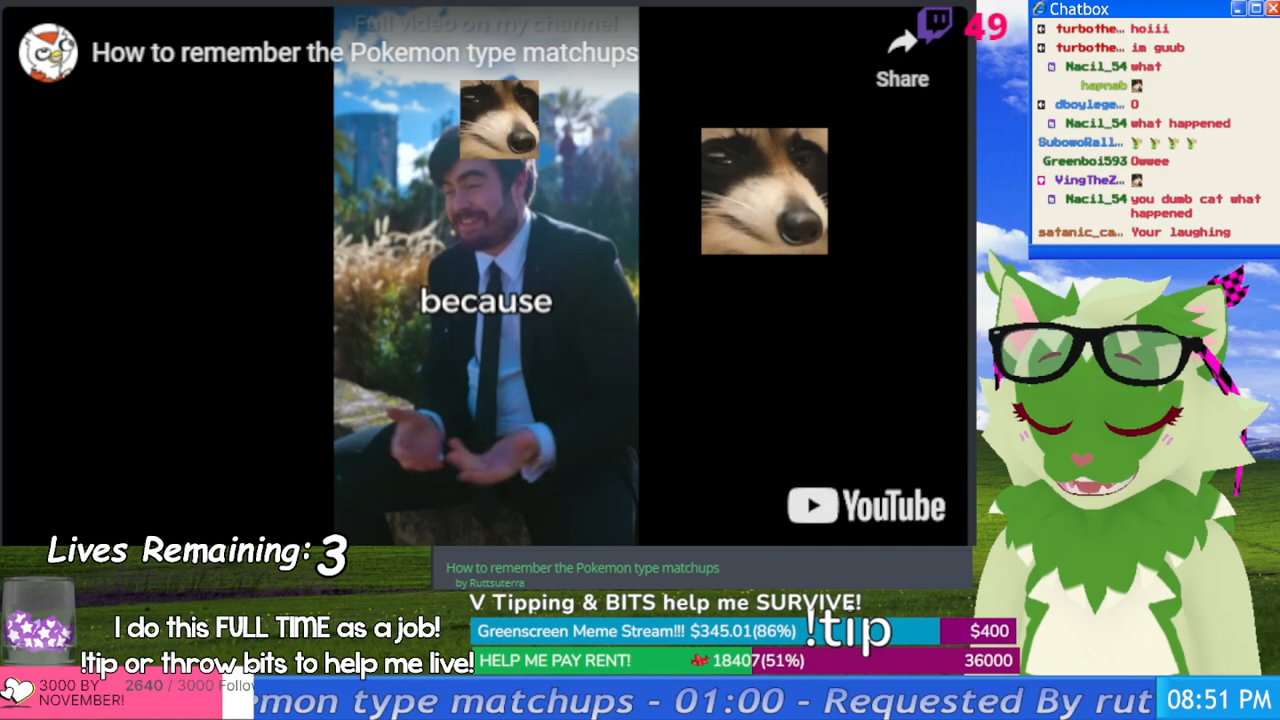 Full video on my channel
How to remember the Pokemon type matchups
Share
49
because
YouTube
How to remember the Pokemon type matchups
by Ruttsuterra
Chatbox
turbothe… hoiii
turbothe… im guub
Nacil_54 what
hapnab
dboylege… O
Nacil_54 what happened
SubowoRall…
Greenboi593 Owwee
VingTheZ…
Nacil_54 you dumb cat what
happened
satanic_ca… Your laughing
Lives Remaining: 3
I do this FULL TIME as a job!
!tip or throw bits to help me live!
V Tipping & BITS help me SURVIVE!
!tip
Greenscreen Meme Stream!!! $345.01(86%) $400
HELP ME PAY RENT! 18407(51%) 36000
3000 BY
NOVEMBER!
2640 / 3000 Follow
emon type matchups - 01:00 - Requested By rut
08:51 PM